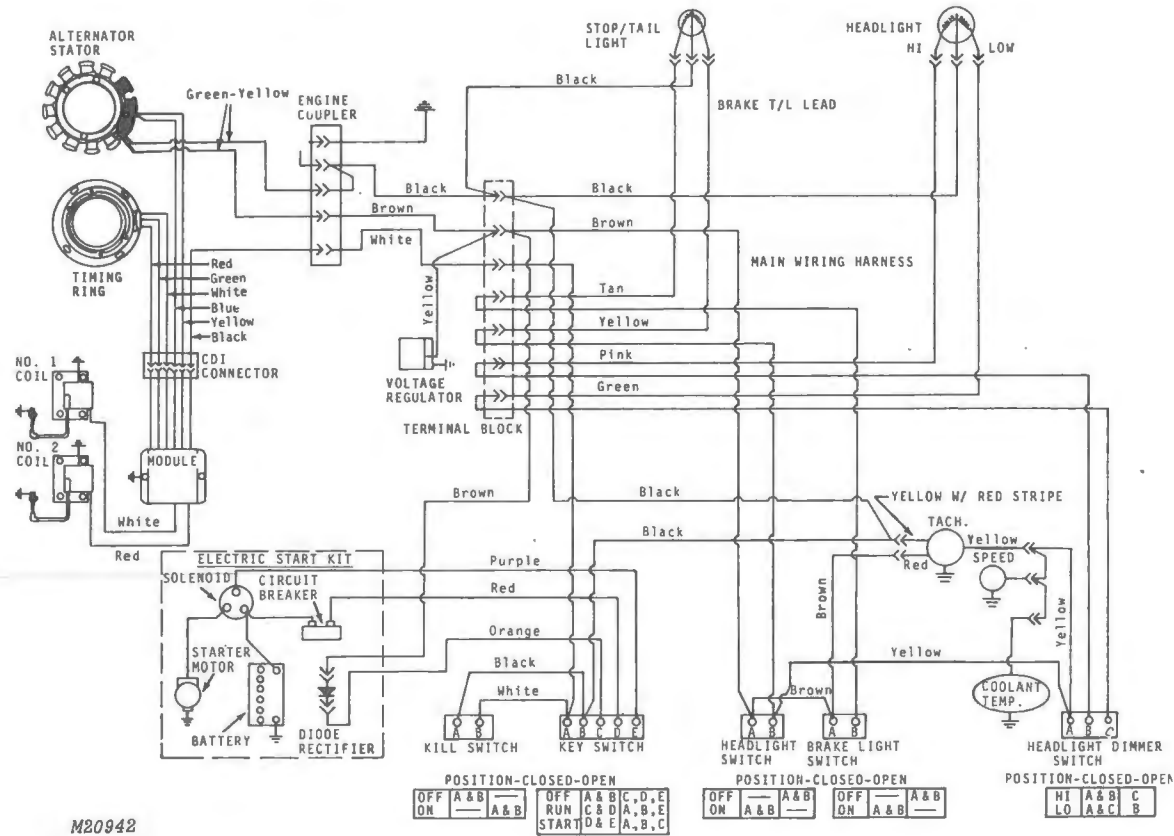 ALTERNATOR
STATOR
Green-Yellow
ENGINE
COUPLER
STOP/TAIL
LIGHT
HEADLIGHT
HI
LOW
Black
BRAKE T/L LEAD
Black
Black
Brown
Brown
White
MAIN WIRING HARNESS
TIMING
RING
Red
Green
White
Blue
Yellow
Black
Yellow
Tan
Yellow
Pink
Green
CDI
CONNECTOR
NO. 1
COIL
VOLTAGE
REGULATOR
TERMINAL BLOCK
NO. 2
COIL
MODULE
White
Red
Brown
Black
YELLOW W/ RED STRIPE
TACH.
Black
Yellow
Red
SPEED
ELECTRIC START KIT
SOLENOID
CIRCUIT
BREAKER
Purple
Red
Orange
Black
White
Brown
Yellow
Yellow
Brown
STARTER
MOTOR
BATTERY
DIODE
RECTIFIER
COOLANT
TEMP.
A B
KILL SWITCH
A B C D E
KEY SWITCH
A B
HEADLIGHT
SWITCH
A B
BRAKE LIGHT
SWITCH
A B C
HEADLIGHT DIMMER
SWITCH
POSITION-CLOSED-OPEN
OFF A&B —
ON — A&B
OFF A&B C,D,E
RUN C&D A,B,E
START D&E A,B,C
POSITION-CLOSED-OPEN
OFF — A&B
ON A&B —
OFF — A&B
ON A&B —
POSITION-CLOSED-OPEN
HI A&B C
LO A&C B
M20942